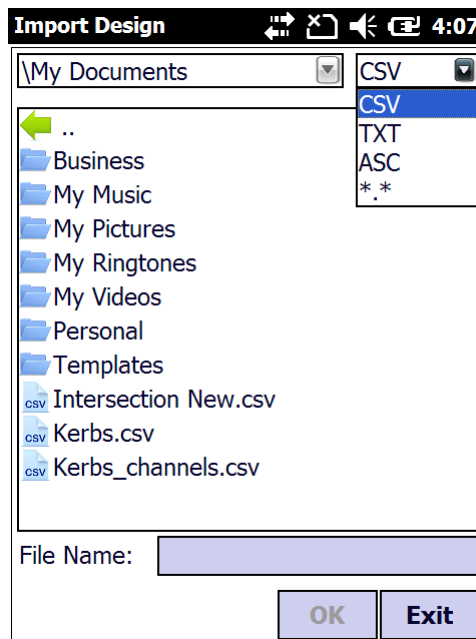 Import Design 4:07
\My Documents CSV
CSV
TXT
ASC
*.*
..
Business
My Music
My Pictures
My Ringtones
My Videos
Personal
Templates
csv Intersection New.csv
csv Kerbs.csv
csv Kerbs_channels.csv
File Name:
OK Exit